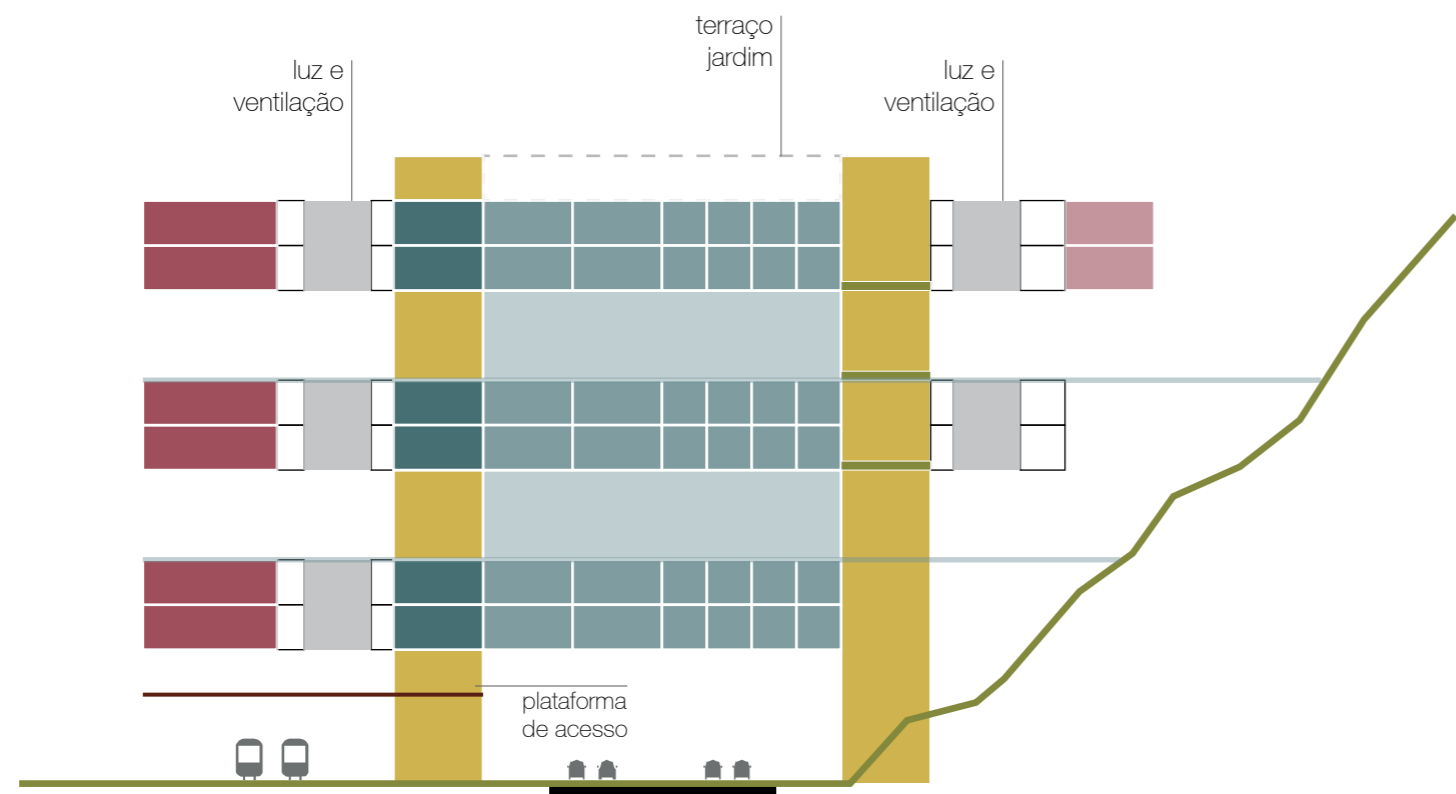 terraço
jardim
luz e
ventilação
luz e
ventilação
plataforma
de acesso